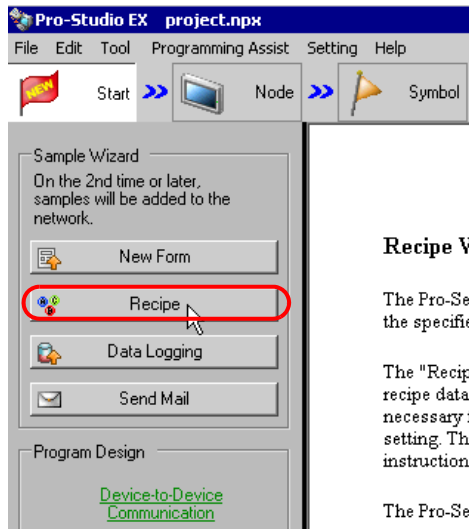 Pro-Studio EX project.npx
File Edit Tool Programming Assist Setting Help
NEW
Start
Node
Symbol
Sample Wizard
On the 2nd time or later,
samples will be added to the
network.
New Form
Recipe
Data Logging
Send Mail
Program Design
Device-to-Device
Communication
Recipe
The Pro-Se
the specifie
The "Recip
recipe data
necessary
setting. Th
instruction
The Pro-Se